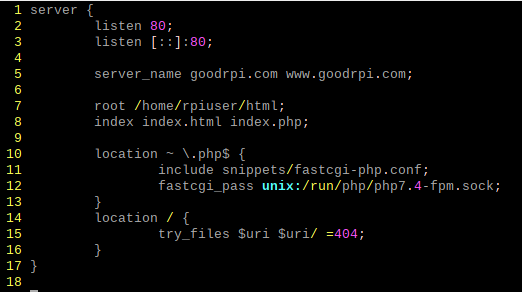 1 server {
2         listen 80;
3         listen [::]:80;
4
5         server_name goodrpi.com www.goodrpi.com;
6
7         root /home/rpiuser/html;
8         index index.html index.php;
9
10         location ~ \.php$ {
11                 include snippets/fastcgi-php.conf;
12                 fastcgi_pass unix:/run/php/php7.4-fpm.sock;
13         }
14         location / {
15                 try_files $uri $uri/ =404;
16         }
17 }
18